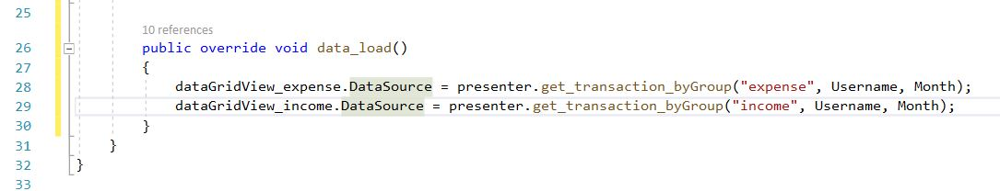 25
10 references
26 public override void data_load()
27 {
28 dataGridView_expense.DataSource = presenter.get_transaction_byGroup("expense", Username, Month);
29 dataGridView_income.DataSource = presenter.get_transaction_byGroup("income", Username, Month);
30 }
31 }
32 }
33